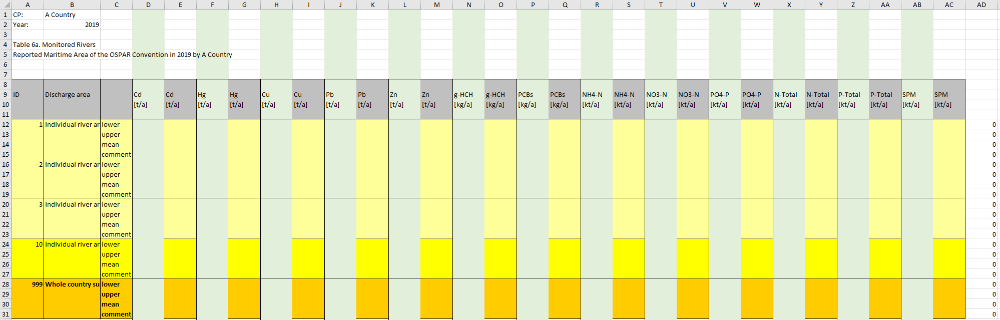 A B C D E F G H I J K L M N O P Q R S T U V W X Y Z AA AB AC AD
1 CP: A Country
2 Year: 2019
3
4 Table 6a. Monitored Rivers
5 Reported Maritime Area of the OSPAR Convention in 2019 by A Country
6
7
8
9 ID Discharge area Cd Cd Hg Hg Cu Cu Pb Pb Zn Zn g-HCH g-HCH PCBs PCBs NH4-N NH4-N NO3-N NO3-N PO4-P PO4-P N-Total N-Total P-Total P-Total SPM SPM
10 [t/a] [t/a] [t/a] [t/a] [t/a] [t/a] [t/a] [t/a] [t/a] [t/a] [kg/a] [kg/a] [kg/a] [kg/a] [kt/a] [kt/a] [kt/a] [kt/a] [kt/a] [kt/a] [kt/a] [kt/a] [kt/a] [kt/a] [kt/a] [kt/a]
11
12 1 Individual river ar lower 0
13 upper 0
14 mean 0
15 comment 0
16 2 Individual river ar lower 0
17 upper 0
18 mean 0
19 comment 0
20 3 Individual river ar lower 0
21 upper 0
22 mean 0
23 comment 0
24 10 Individual river ar lower 0
25 upper 0
26 mean 0
27 comment 0
28 999 Whole country su lower 0
29 upper 0
30 mean 0
31 comment 0